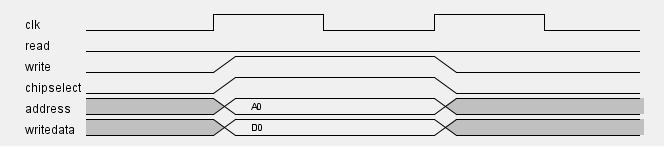 clk
read
write
chipselect
address A0
writedata D0